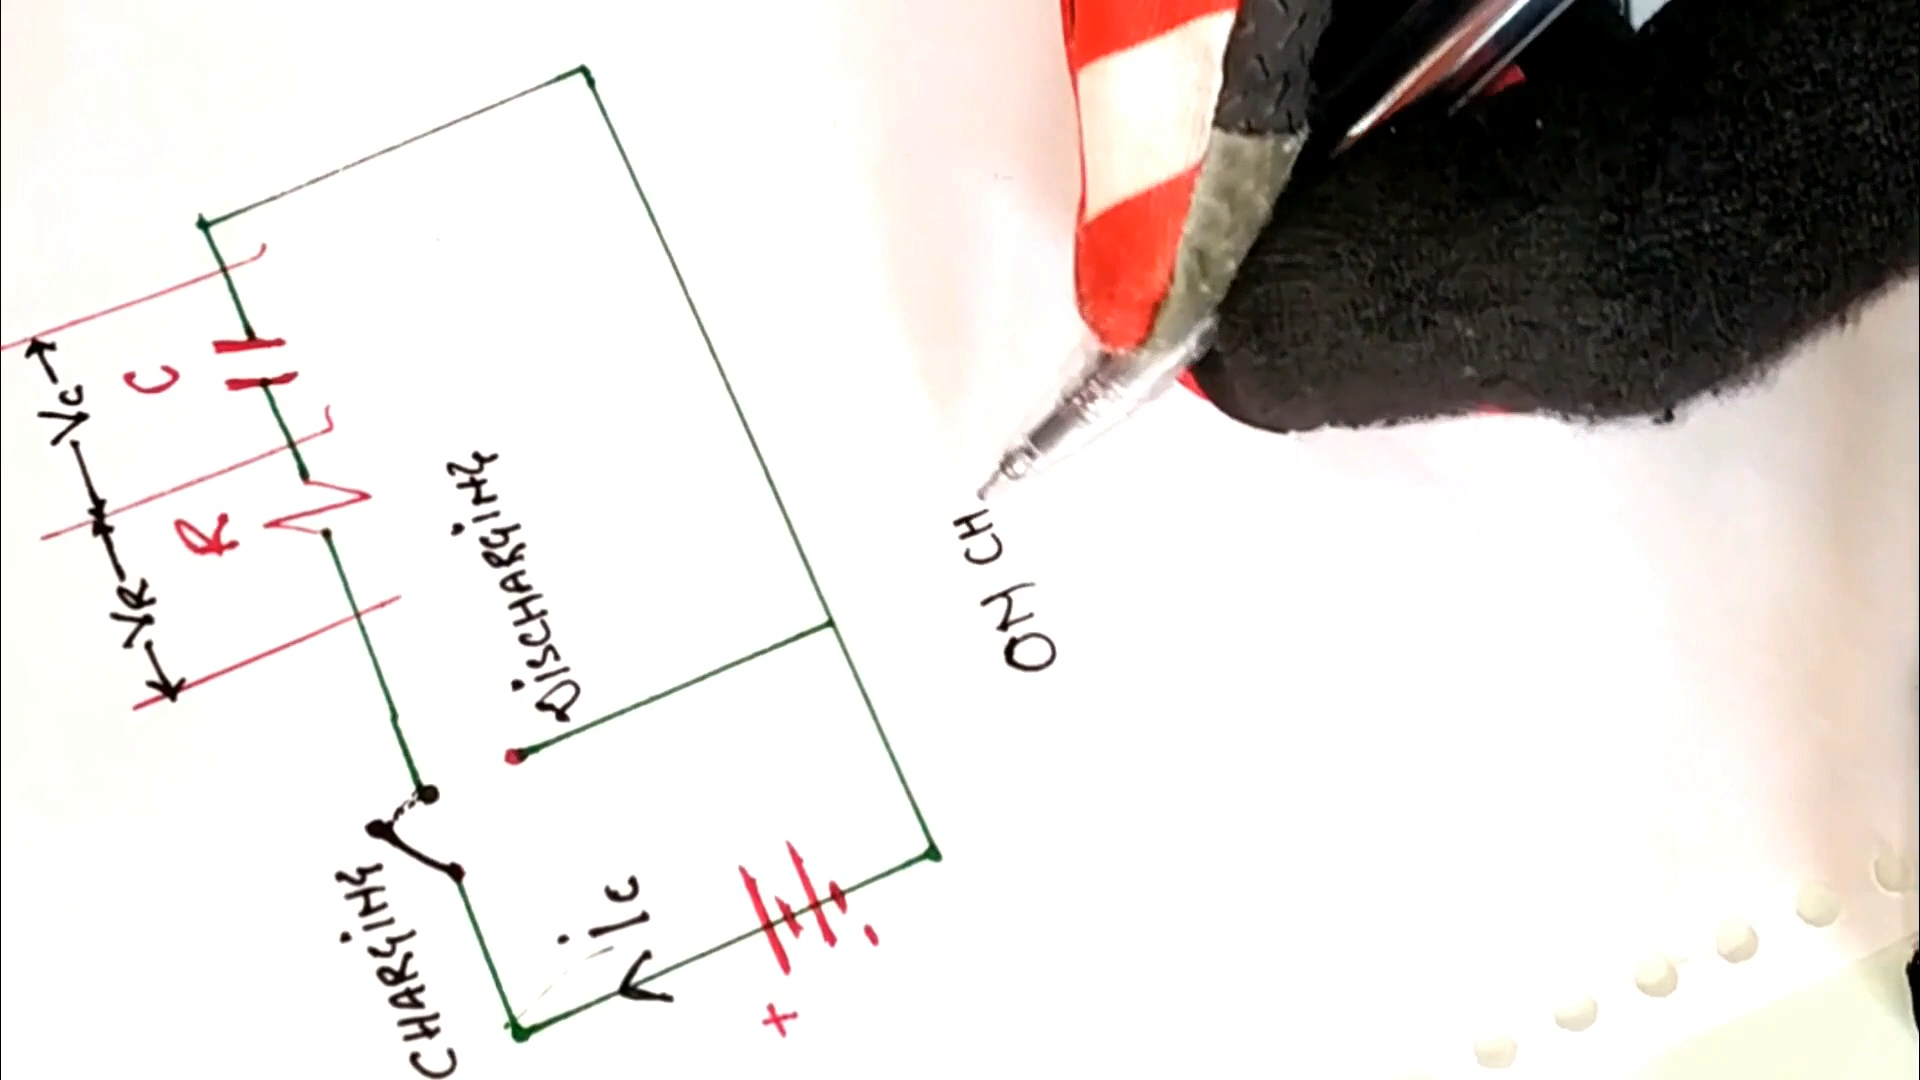 CHARGING
DISCHARGING
VR
VC
R
C
ic
+
-
ON CH